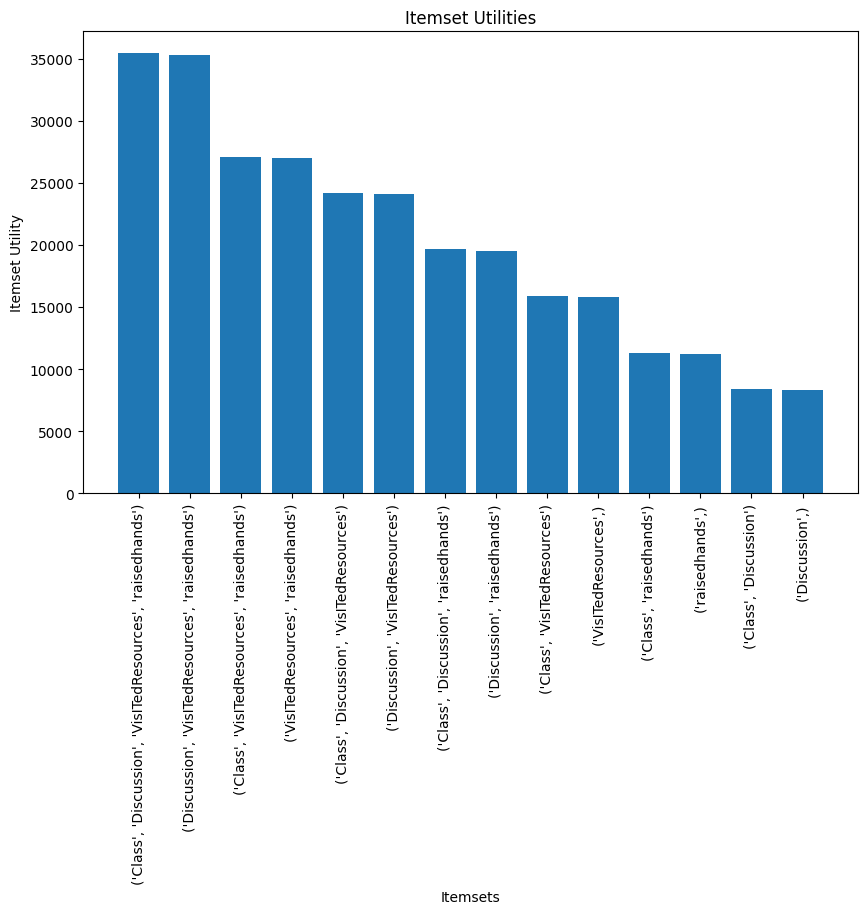 Itemset Utilities
Itemset Utility
35000
30000
25000
20000
15000
10000
5000
0
('Class', 'Discussion', 'VisITedResources', 'raisedhands')
('Discussion', 'VisITedResources', 'raisedhands')
('Class', 'VisITedResources', 'raisedhands')
('VisITedResources', 'raisedhands')
('Class', 'Discussion', 'VisITedResources')
('Discussion', 'VisITedResources')
('Class', 'Discussion', 'raisedhands')
('Discussion', 'raisedhands')
('Class', 'VisITedResources')
('VisITedResources',)
('Class', 'raisedhands')
('raisedhands',)
('Class', 'Discussion')
('Discussion',)
Itemsets